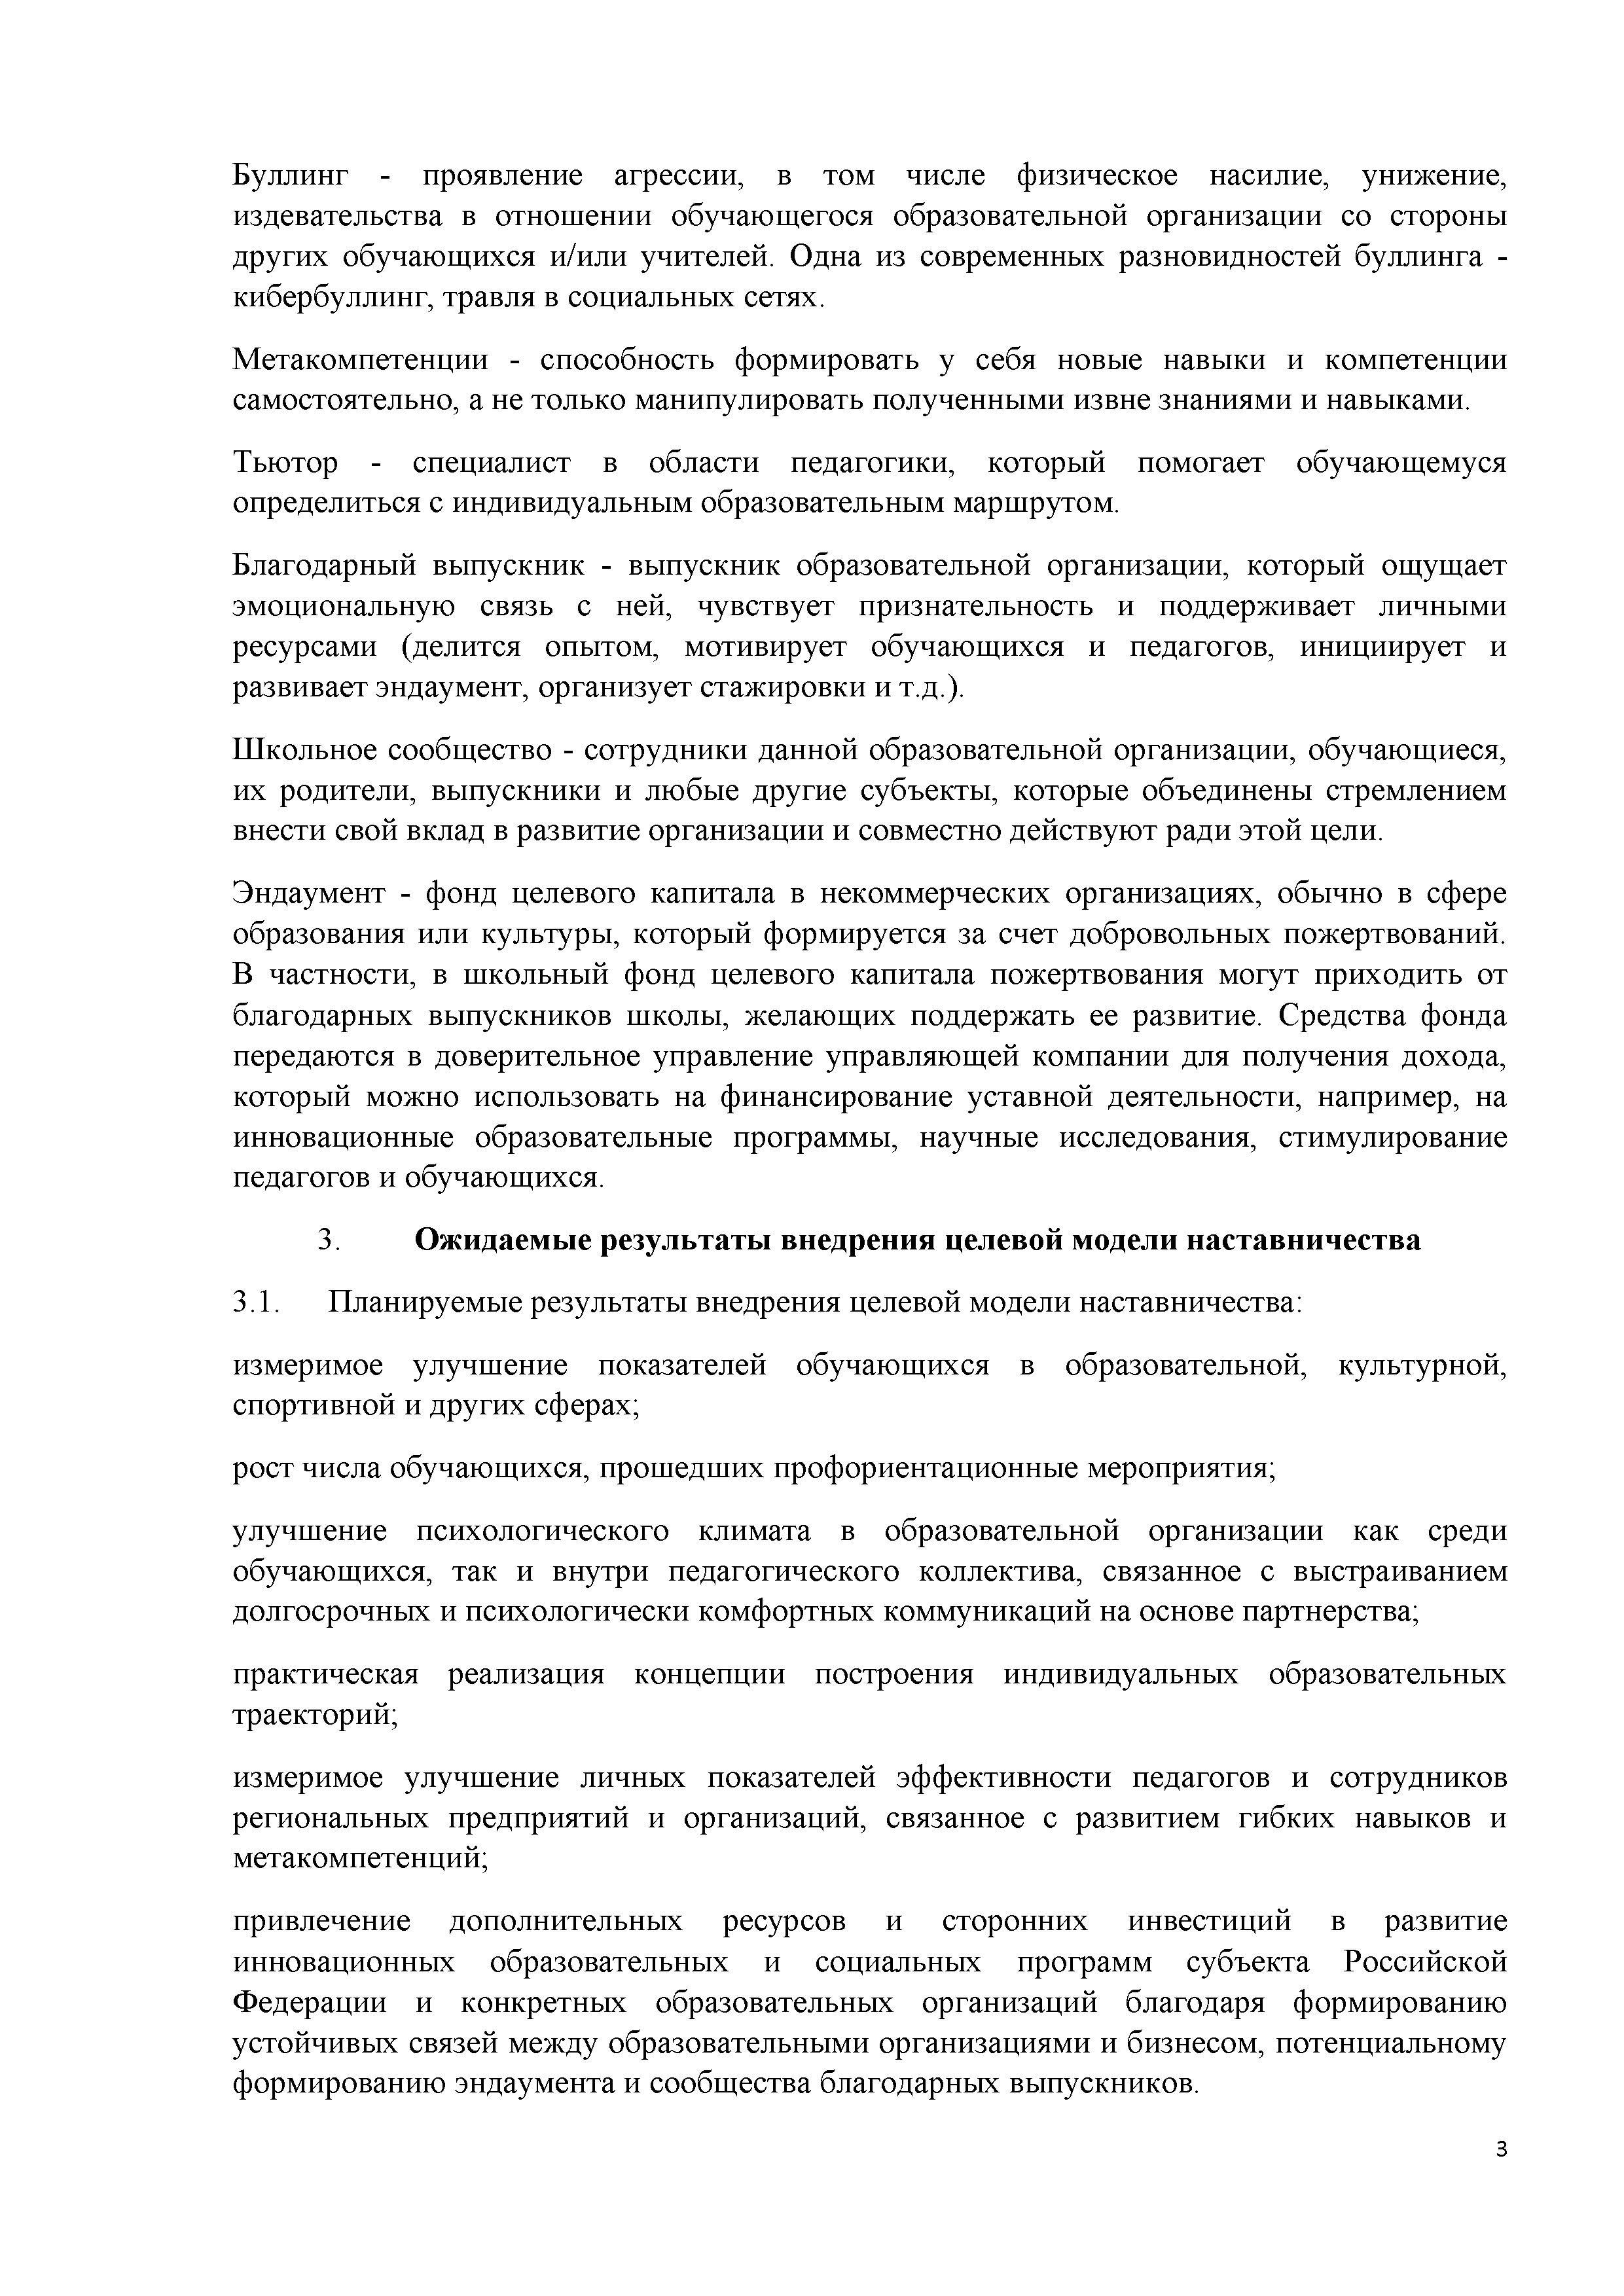 Буллинг - проявление агрессии, в том числе физическое насилие, унижение,
издевательства в отношении обучающегося образовательной организации со стороны
других обучающихся и/или учителей. Одна из современных разновидностей буллинга -
кибербуллинг, травля в социальных сетях.
Метакомпетенции - способность формировать у себя новые навыки и компетенции
самостоятельно, а не только манипулировать полученными извне знаниями и навыками.
Тьютор - специалист в области педагогики, который помогает обучающемуся
определиться с индивидуальным образовательным маршрутом.
Благодарный выпускник - выпускник образовательной организации, который ощущает
эмоциональную связь с ней, чувствует признательность и поддерживает личными
ресурсами (делится опытом, мотивирует обучающихся и педагогов, инициирует и
развивает эндаумент, организует стажировки и т.д.).
Школьное сообщество - сотрудники данной образовательной организации, обучающиеся,
их родители, выпускники и любые другие субъекты, которые объединены стремлением
внести свой вклад в развитие организации и совместно действуют ради этой цели.
Эндаумент - фонд целевого капитала в некоммерческих организациях, обычно в сфере
образования или культуры, который формируется за счет добровольных пожертвований.
В частности, в школьный фонд целевого капитала пожертвования могут приходить от
благодарных выпускников школы, желающих поддержать ее развитие. Средства фонда
передаются в доверительное управление управляющей компании для получения дохода,
который можно использовать на финансирование уставной деятельности, например, на
инновационные образовательные программы, научные исследования, стимулирование
педагогов и обучающихся.
3. Ожидаемые результаты внедрения целевой модели наставничества
3.1. Планируемые результаты внедрения целевой модели наставничества:
измеримое улучшение показателей обучающихся в образовательной, культурной,
спортивной и других сферах;
рост числа обучающихся, прошедших профориентационные мероприятия;
улучшение психологического климата в образовательной организации как среди
обучающихся, так и внутри педагогического коллектива, связанное с выстраиванием
долгосрочных и психологически комфортных коммуникаций на основе партнерства;
практическая реализация концепции построения индивидуальных образовательных
траекторий;
измеримое улучшение личных показателей эффективности педагогов и сотрудников
региональных предприятий и организаций, связанное с развитием гибких навыков и
метакомпетенций;
привлечение дополнительных ресурсов и сторонних инвестиций в развитие
инновационных образовательных и социальных программ субъекта Российской
Федерации и конкретных образовательных организаций благодаря формированию
устойчивых связей между образовательными организациями и бизнесом, потенциальному
формированию эндаумента и сообщества благодарных выпускников.
3